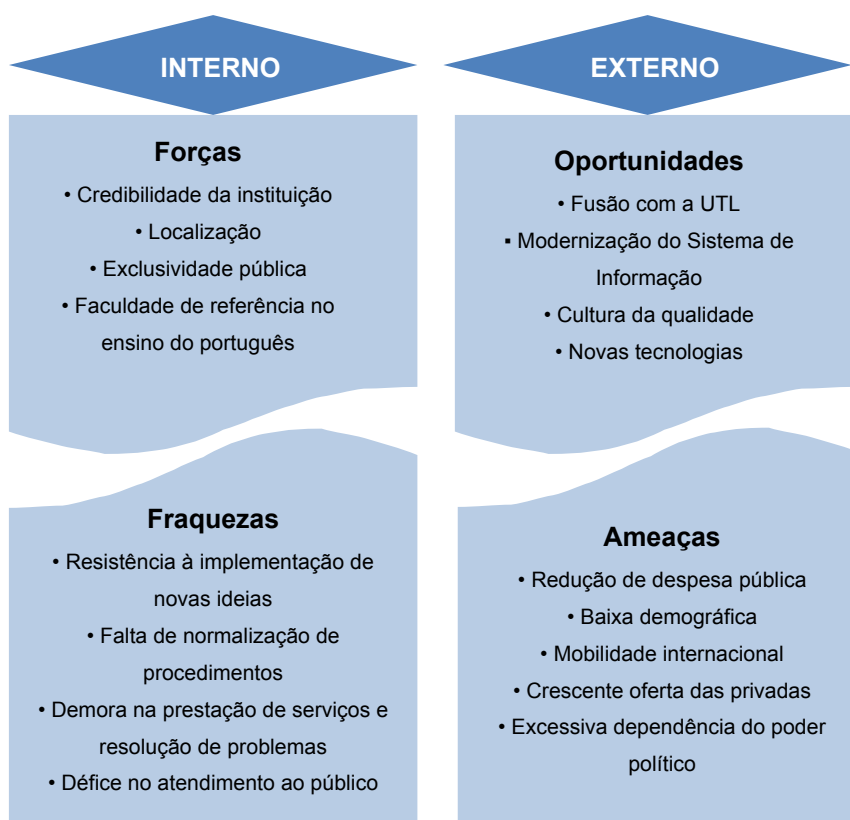 INTERNO
Forças
• Credibilidade da instituição
• Localização
• Exclusividade pública
• Faculdade de referência no
ensino do português
Fraquezas
• Resistência à implementação de
novas ideias
• Falta de normalização de
procedimentos
• Demora na prestação de serviços e
resolução de problemas
• Défice no atendimento ao público
EXTERNO
Oportunidades
• Fusão com a UTL
▪ Modernização do Sistema de
Informação
• Cultura da qualidade
• Novas tecnologias
Ameaças
• Redução de despesa pública
• Baixa demográfica
• Mobilidade internacional
• Crescente oferta das privadas
• Excessiva dependência do poder
político